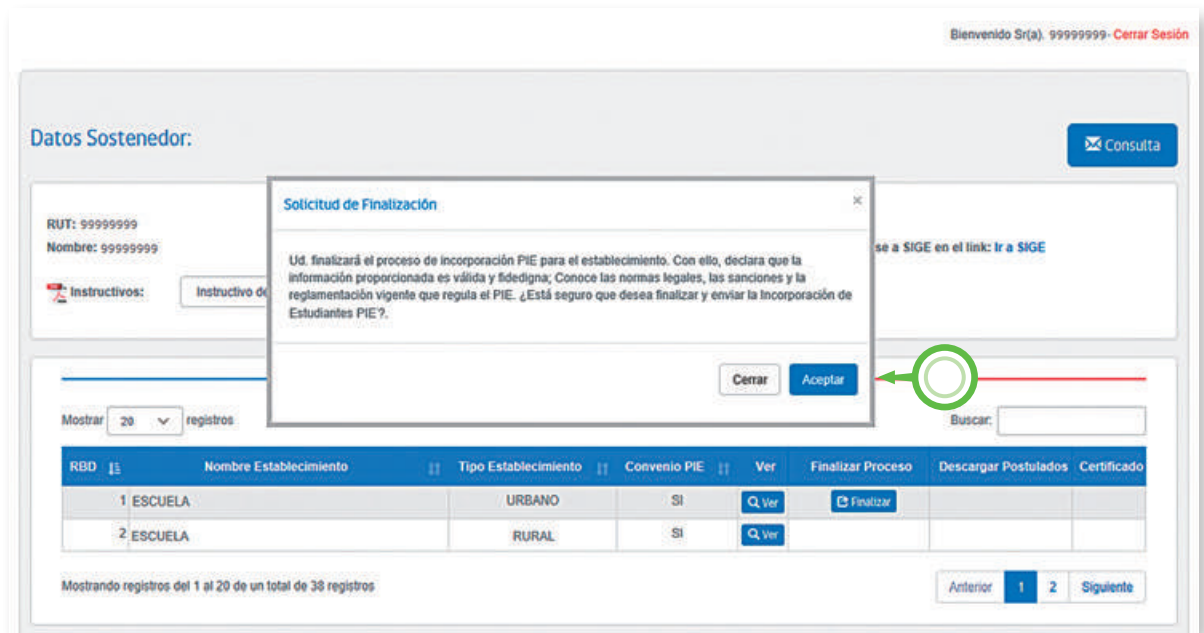 Bienvenido Sr(a). 99999999- Cerrar Sesión
Datos Sostenedor:
Consulta
Solicitud de Finalización ×
RUT: 99999999
Nombre: 99999999
se a SIGE en el link: Ir a SIGE
Ud. finalizará el proceso de incorporación PIE para el establecimiento. Con ello, declara que la
información proporcionada es válida y fidedigna; Conoce las normas legales, las sanciones y la
reglamentación vigente que regula el PIE. ¿Está seguro que desea finalizar y enviar la Incorporación de
Estudiantes PIE?.
Instructivos:
Instructivo de
Cerrar Aceptar
Mostrar 20 registros Buscar:
RBD Nombre Establecimiento Tipo Establecimiento Convenio PIE Ver Finalizar Proceso Descargar Postulados Certificado
1 ESCUELA URBANO SI Ver Finalizar
2 ESCUELA RURAL SI Ver
Mostrando registros del 1 al 20 de un total de 38 registros Anterior 1 2 Siguiente